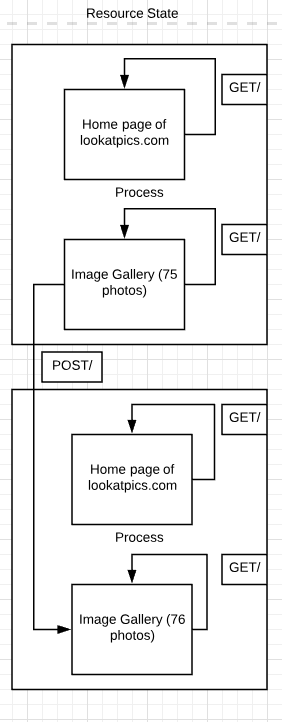 Resource State
GET/
Home page of
lookatpics.com
Process
GET/
Image Gallery (75
photos)
POST/
GET/
Home page of
lookatpics.com
Process
GET/
Image Gallery (76
photos)